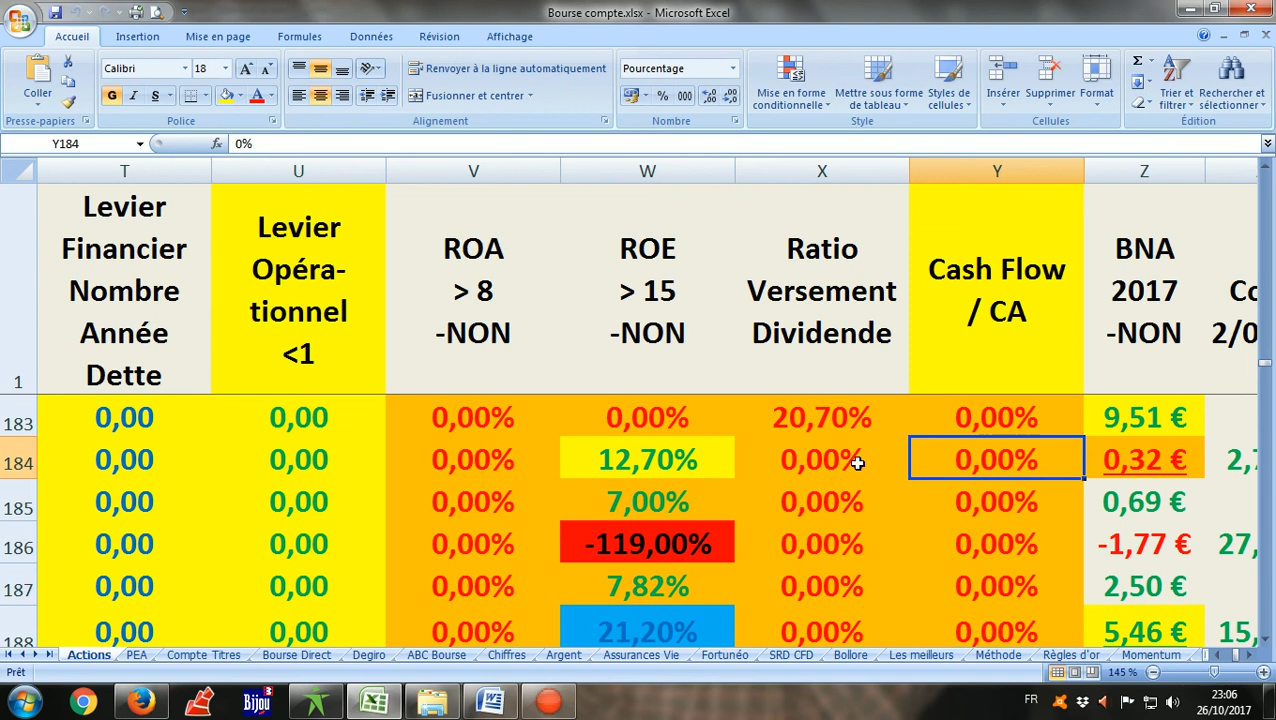 Bourse compte.xlsx - Microsoft Excel
Accueil Insertion Mise en page Formules Données Révision Affichage
Coller
Calibri 18
G I S
Renvoyer à la ligne automatiquement
Fusionner et centrer
Pourcentage
% 000
Mise en forme conditionnelle
Mettre sous forme de tableau
Styles de cellules
Insérer Supprimer Format
Trier et filtrer
Rechercher et sélectionner
Presse-papiers Police Alignement Nombre Style Cellules Édition
Y184 fx 0%
T U V W X Y Z
Levier Financier Nombre Année Dette
Levier Opéra-tionnel <1
ROA > 8 -NON
ROE > 15 -NON
Ratio Versement Dividende
Cash Flow / CA
BNA 2017 -NON
1
183 0,00 0,00 0,00% 0,00% 20,70% 0,00% 9,51 €
184 0,00 0,00 0,00% 12,70% 0,00% 0,00% 0,32 € 2,
185 0,00 0,00 0,00% 7,00% 0,00% 0,00% 0,69 €
186 0,00 0,00 0,00% -119,00% 0,00% 0,00% -1,77 € 27,
187 0,00 0,00 0,00% 7,82% 0,00% 0,00% 2,50 €
188 0,00 0,00 0,00% 21,20% 0,00% 0,00% 5,46 € 15,
Actions PEA Compte Titres Bourse Direct Degiro ABC Bourse Chiffres Argent Assurances Vie Fortunéo SRD CFD Bollore Les meilleurs Méthode Règles d'or Momentum
Prêt 145 %
Bijou 3
FR
23:06
26/10/2017